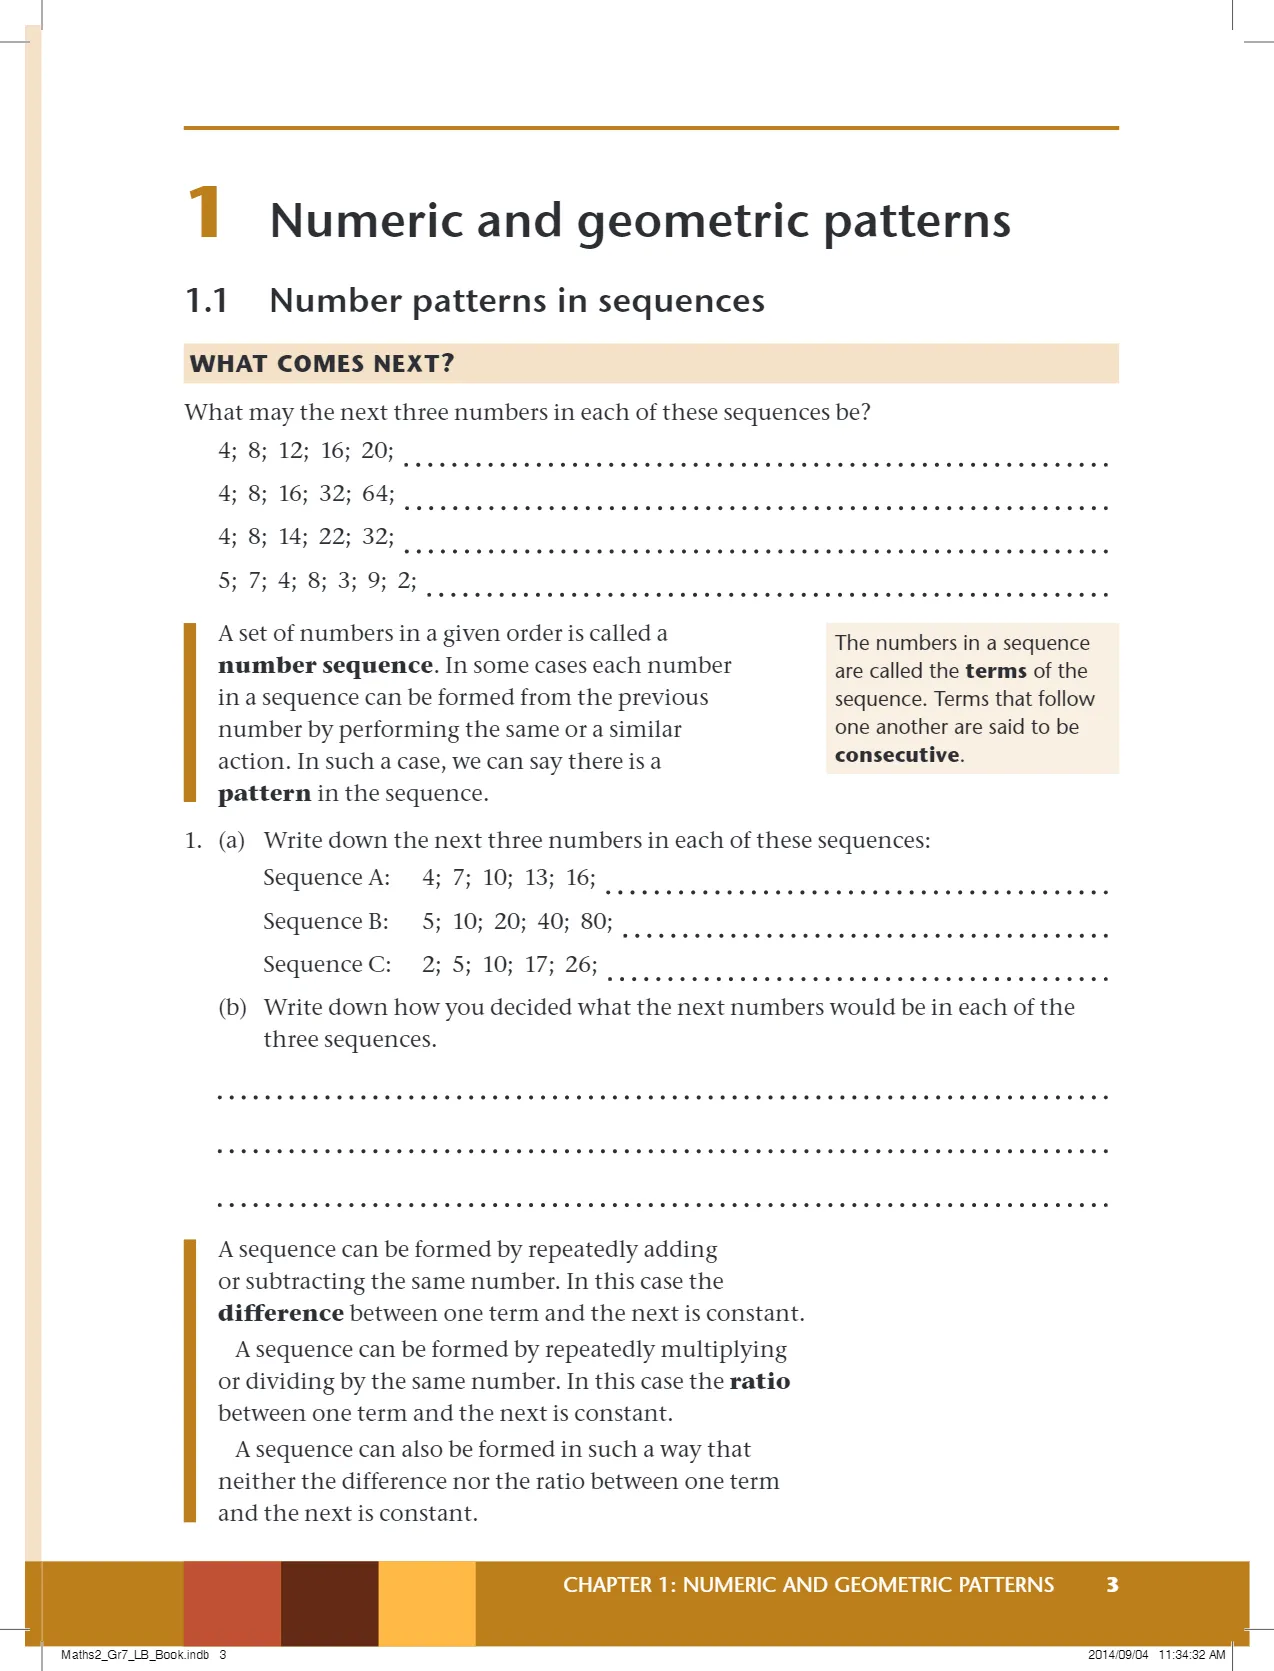 1 Numeric and geometric patterns
1.1 Number patterns in sequences
WHAT COMES NEXT?
What may the next three numbers in each of these sequences be?
4; 8; 12; 16; 20;
4; 8; 16; 32; 64;
4; 8; 14; 22; 32;
5; 7; 4; 8; 3; 9; 2;
A set of numbers in a given order is called a
number sequence. In some cases each number
in a sequence can be formed from the previous
number by performing the same or a similar
action. In such a case, we can say there is a
pattern in the sequence.
The numbers in a sequence
are called the terms of the
sequence. Terms that follow
one another are said to be
consecutive.
1. (a) Write down the next three numbers in each of these sequences:
Sequence A: 4; 7; 10; 13; 16;
Sequence B: 5; 10; 20; 40; 80;
Sequence C: 2; 5; 10; 17; 26;
(b) Write down how you decided what the next numbers would be in each of the
three sequences.
A sequence can be formed by repeatedly adding
or subtracting the same number. In this case the
difference between one term and the next is constant.
A sequence can be formed by repeatedly multiplying
or dividing by the same number. In this case the ratio
between one term and the next is constant.
A sequence can also be formed in such a way that
neither the difference nor the ratio between one term
and the next is constant.
CHAPTER 1: NUMERIC AND GEOMETRIC PATTERNS 3
Maths2_Gr7_LB_Book.indb 3 2014/09/04 11:34:32 AM